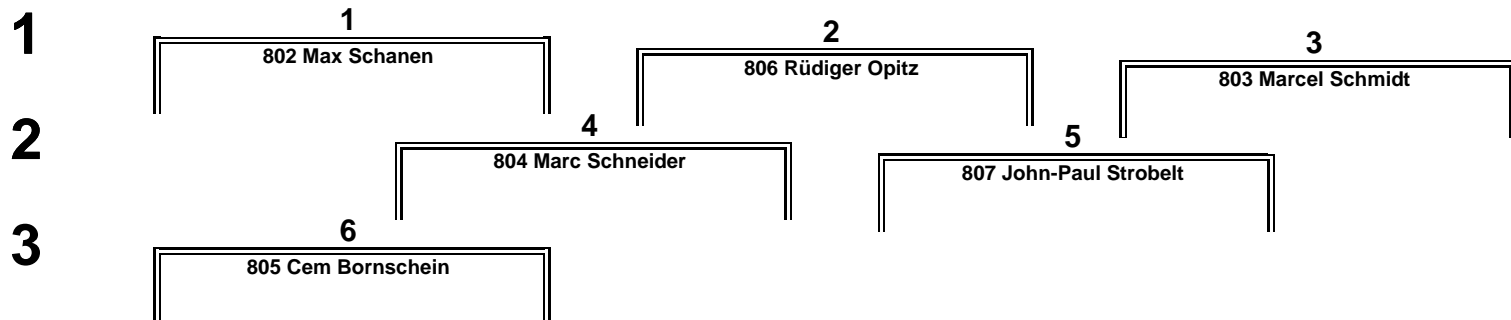 1
1
802 Max Schanen
2
806 Rüdiger Opitz
3
803 Marcel Schmidt
2
4
804 Marc Schneider
5
807 John-Paul Strobelt
3
6
805 Cem Bornschein